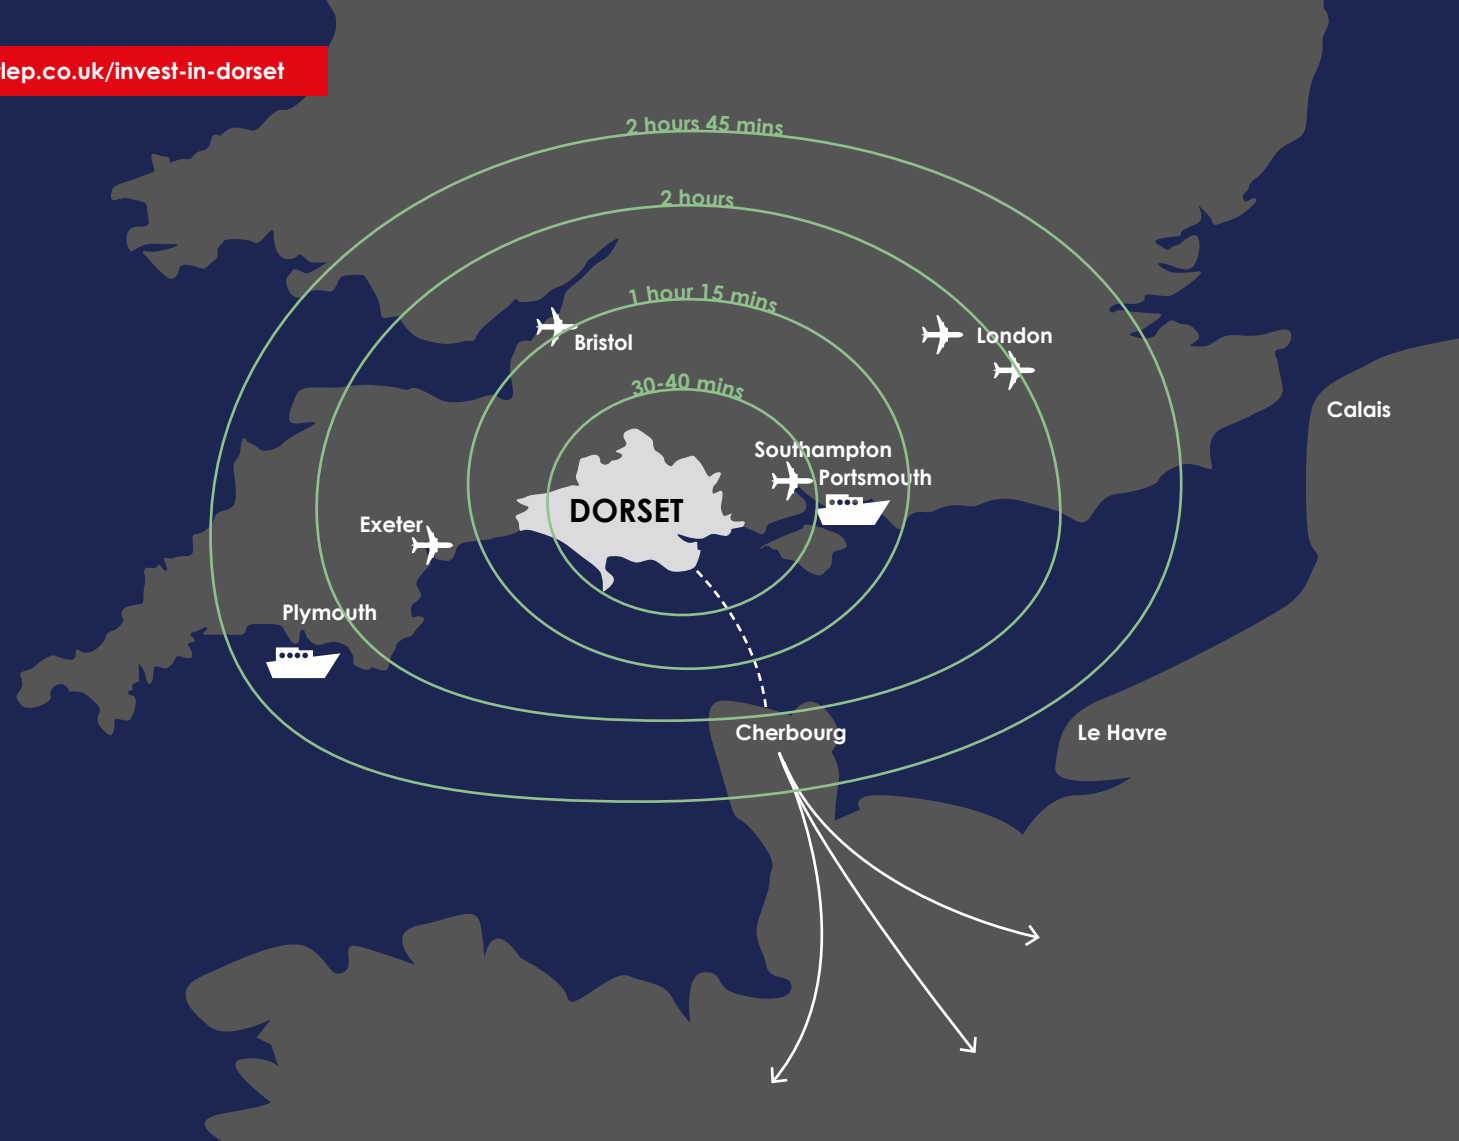 lep.co.uk/invest-in-dorset
2 hours 45 mins
2 hours
1 hour 15 mins
Bristol
London
30-40 mins
Calais
Southampton
Portsmouth
DORSET
Exeter
Plymouth
Cherbourg
Le Havre